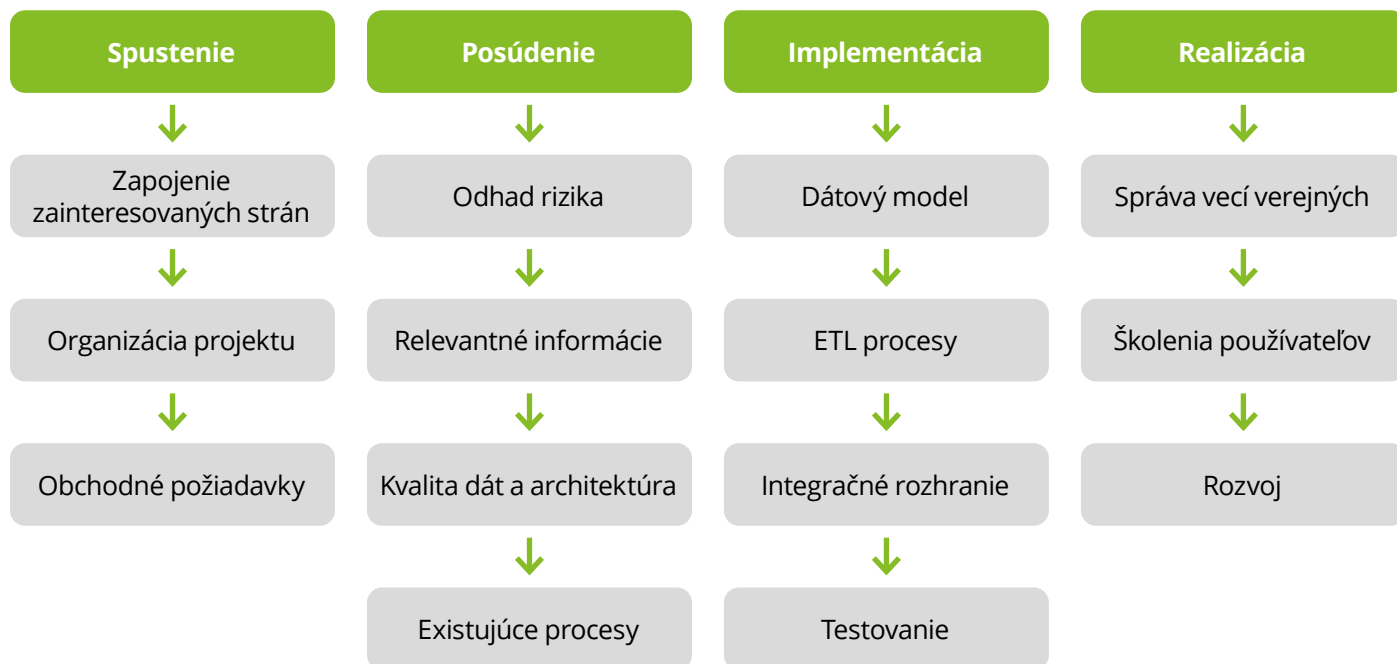 Spustenie
Zapojenie
zainteresovaných strán
Organizácia projektu
Obchodné požiadavky
Posúdenie
Odhad rizika
Relevantné informácie
Kvalita dát a architektúra
Existujúce procesy
Implementácia
Dátový model
ETL procesy
Integračné rozhranie
Testovanie
Realizácia
Správa vecí verejných
Školenia používateľov
Rozvoj